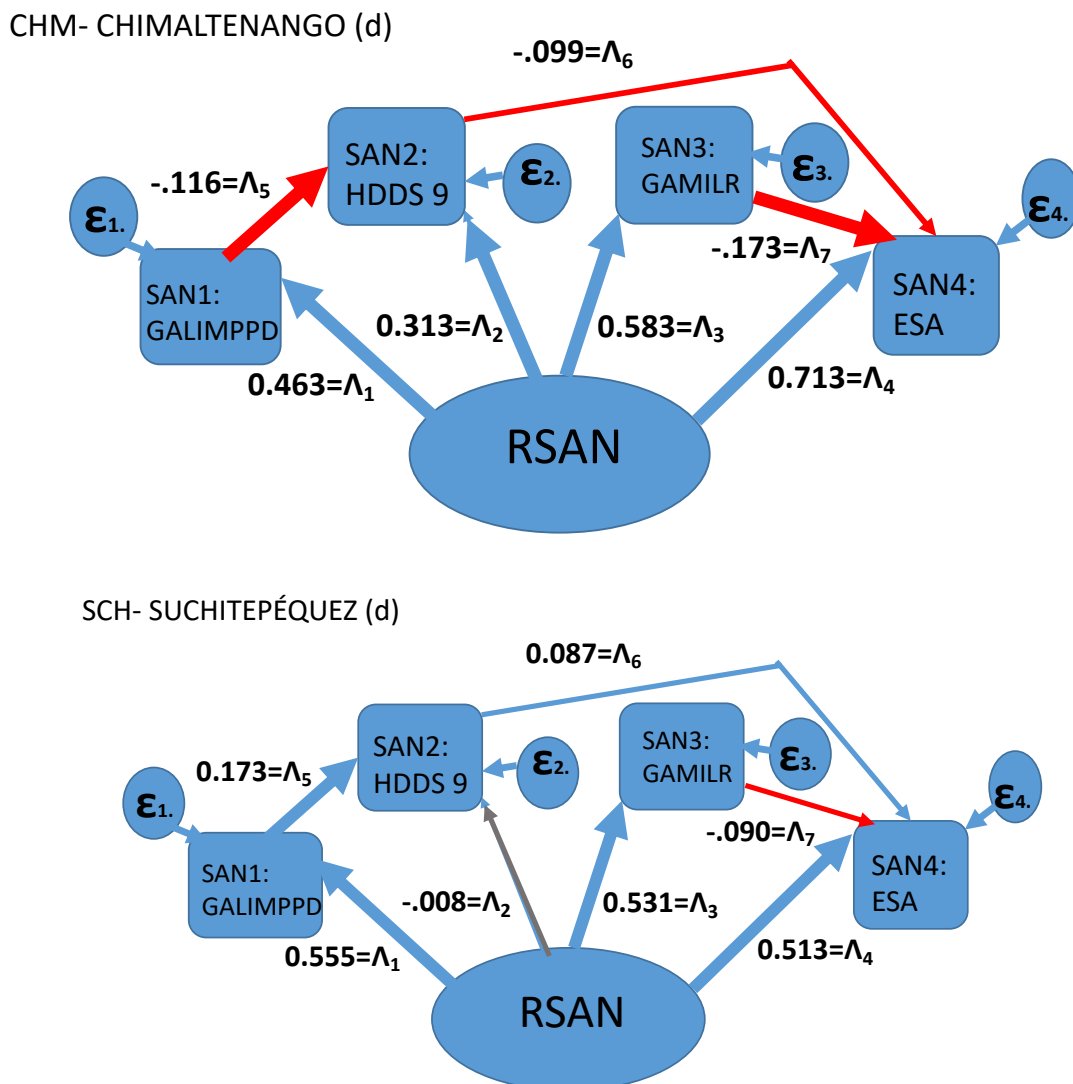 CHM- CHIMALTENANGO (d)
-.099=Λ₆
SAN2:
HDDS 9
ε₂.
SAN3:
GAMILR
ε₃.
-.116=Λ₅
ε₁.
ε₄.
SAN1:
GALIMPPD
-.173=Λ₇
SAN4:
ESA
0.313=Λ₂
0.583=Λ₃
0.463=Λ₁
0.713=Λ₄
RSAN
SCH- SUCHITEPÉQUEZ (d)
0.087=Λ₆
SAN2:
HDDS 9
ε₂.
SAN3:
GAMILR
ε₃.
0.173=Λ₅
ε₁.
ε₄.
-.090=Λ₇
SAN1:
GALIMPPD
SAN4:
ESA
-.008=Λ₂
0.531=Λ₃
0.555=Λ₁
0.513=Λ₄
RSAN